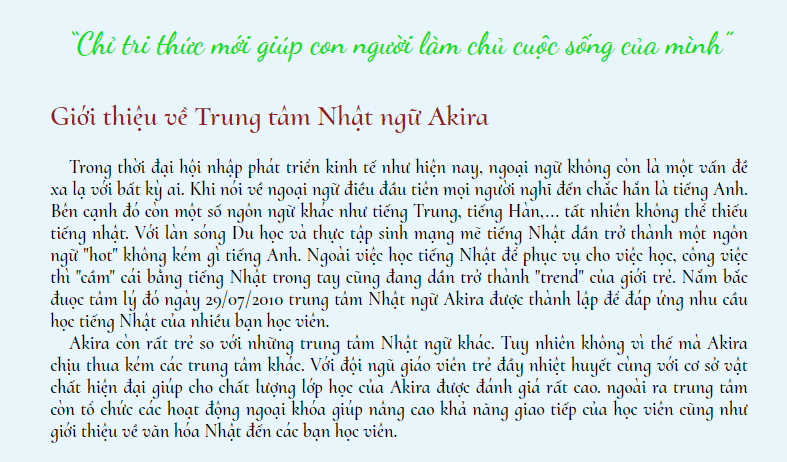 “Chỉ tri thức mới giúp con người làm chủ cuộc sống của mình”
Giới thiệu về Trung tâm Nhật ngữ Akira
Trong thời đại hội nhập phát triển kinh tế như hiện nay, ngoại ngữ không còn là một vấn đề
xa lạ với bất kỳ ai. Khi nói về ngoại ngữ điều đầu tiên mọi người nghĩ đến chắc hẳn là tiếng Anh.
Bên cạnh đó còn một số ngôn ngữ khác như tiếng Trung, tiếng Hàn,... tất nhiên không thể thiếu
tiếng nhật. Với làn sóng Du học và thực tập sinh mạng mẽ tiếng Nhật dần trở thành một ngôn
ngữ "hot" không kém gì tiếng Anh. Ngoài việc học tiếng Nhật để phục vụ cho việc học, công việc
thì "cầm" cái bằng tiếng Nhật trong tay cũng đang dần trở thành "trend" của giới trẻ. Nắm bắc
đuọc tâm lý đó ngày 29/07/2010 trung tâm Nhật ngữ Akira được thành lập để đáp ứng nhu cầu
học tiếng Nhật của nhiều bạn học viên.
Akira còn rất trẻ so với những trung tâm Nhật ngữ khác. Tuy nhiên không vì thế mà Akira
chịu thua kém các trung tâm khác. Với đội ngũ giáo viên trẻ đầy nhiệt huyết cùng với cơ sở vật
chất hiện đại giúp cho chất lượng lớp học của Akira được đánh giá rất cao. ngoài ra trung tâm
còn tổ chức các hoạt động ngoại khóa giúp nâng cao khả năng giao tiếp của học viên cũng như
giới thiệu về văn hóa Nhật đến các bạn học viên.